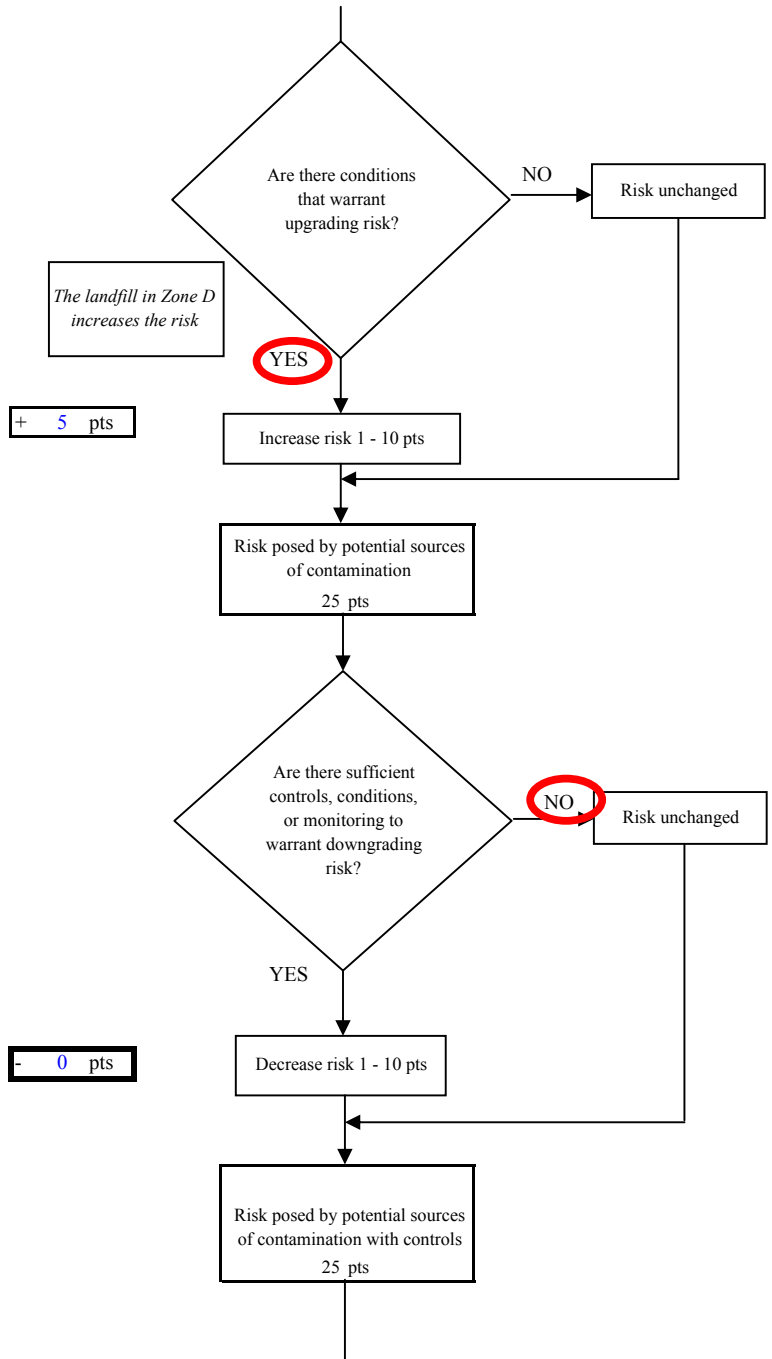 Are there conditions
that warrant
upgrading risk?
NO
Risk unchanged
The landfill in Zone D
increases the risk
YES
+ 5 pts
Increase risk 1 - 10 pts
Risk posed by potential sources
of contamination
25 pts
Are there sufficient
controls, conditions,
or monitoring to
warrant downgrading
risk?
NO
Risk unchanged
YES
- 0 pts
Decrease risk 1 - 10 pts
Risk posed by potential sources
of contamination with controls
25 pts